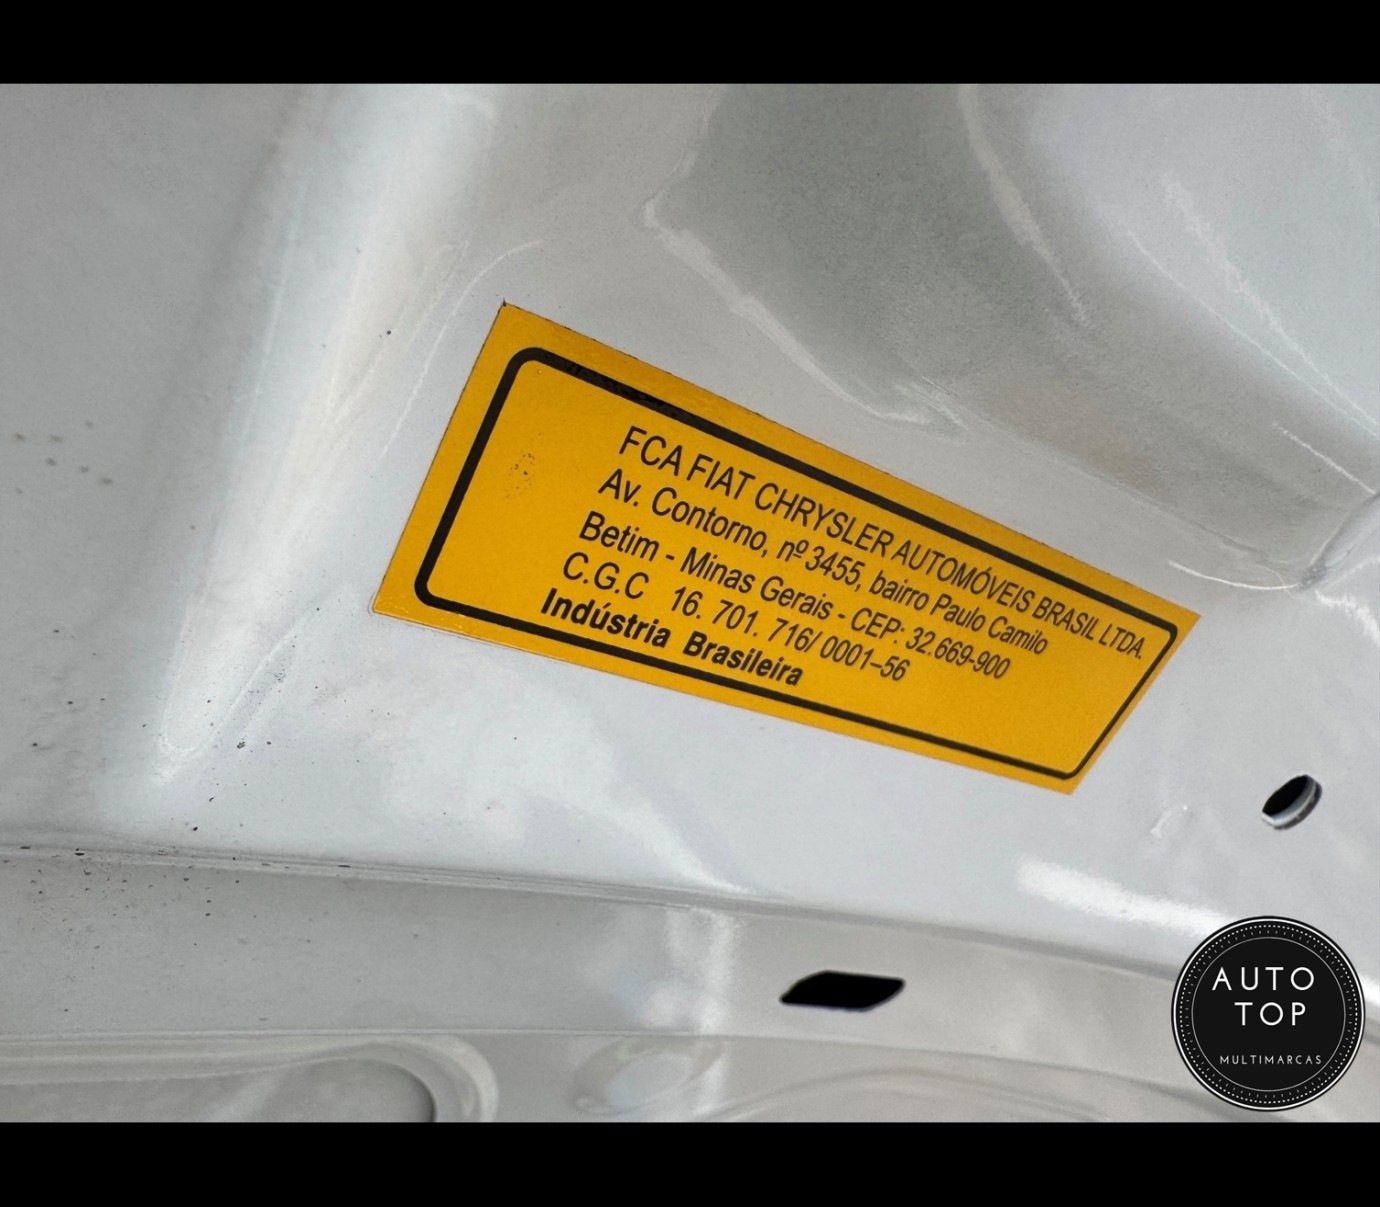 FCA FIAT CHRYSLER AUTOMÓVEIS BRASIL LTDA.
Av. Contorno, nº 3455, bairro Paulo Camilo
Betim - Minas Gerais - CEP: 32.669-900
C.G.C 16. 701. 716/ 0001–56
Indústria Brasileira
AUTO
TOP
MULTIMARCAS